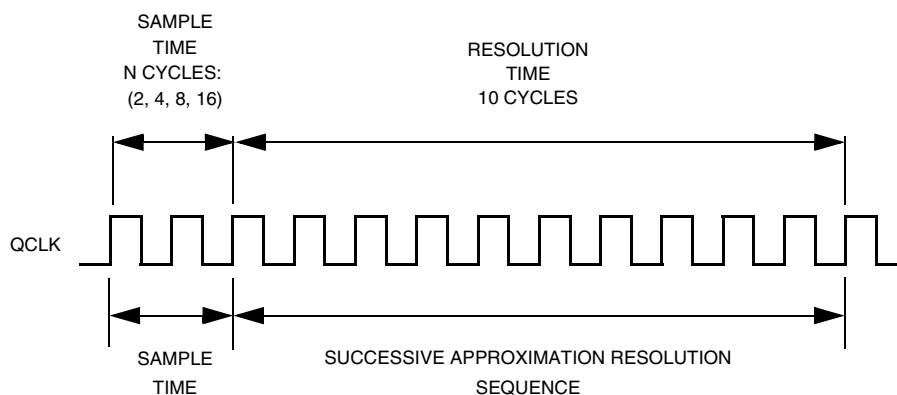 SAMPLE
TIME
N CYCLES:
(2, 4, 8, 16)
RESOLUTION
TIME
10 CYCLES
QCLK
SAMPLE
TIME
SUCCESSIVE APPROXIMATION RESOLUTION
SEQUENCE